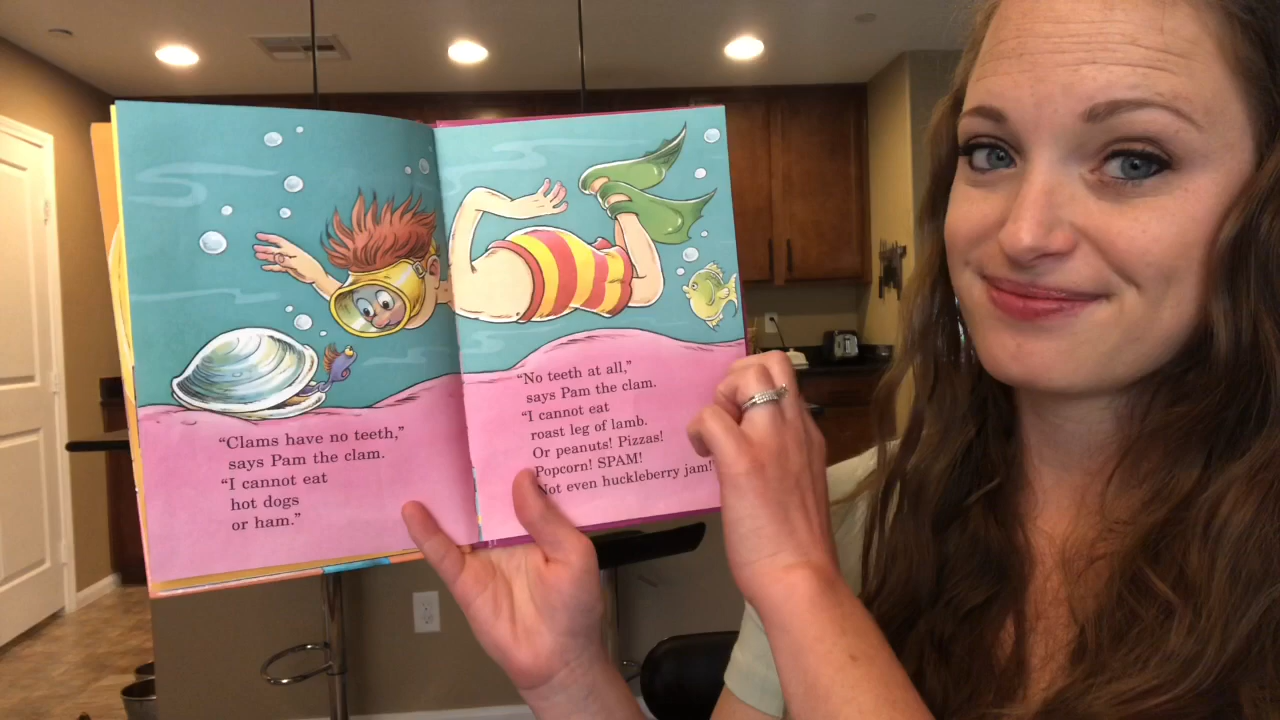 “Clams have no teeth,”
says Pam the clam.
“I cannot eat
hot dogs
or ham.”
“No teeth at all,”
says Pam the clam.
“I cannot eat
roast leg of lamb.
Or peanuts! Pizzas!
Popcorn! SPAM!
Not even huckleberry jam!